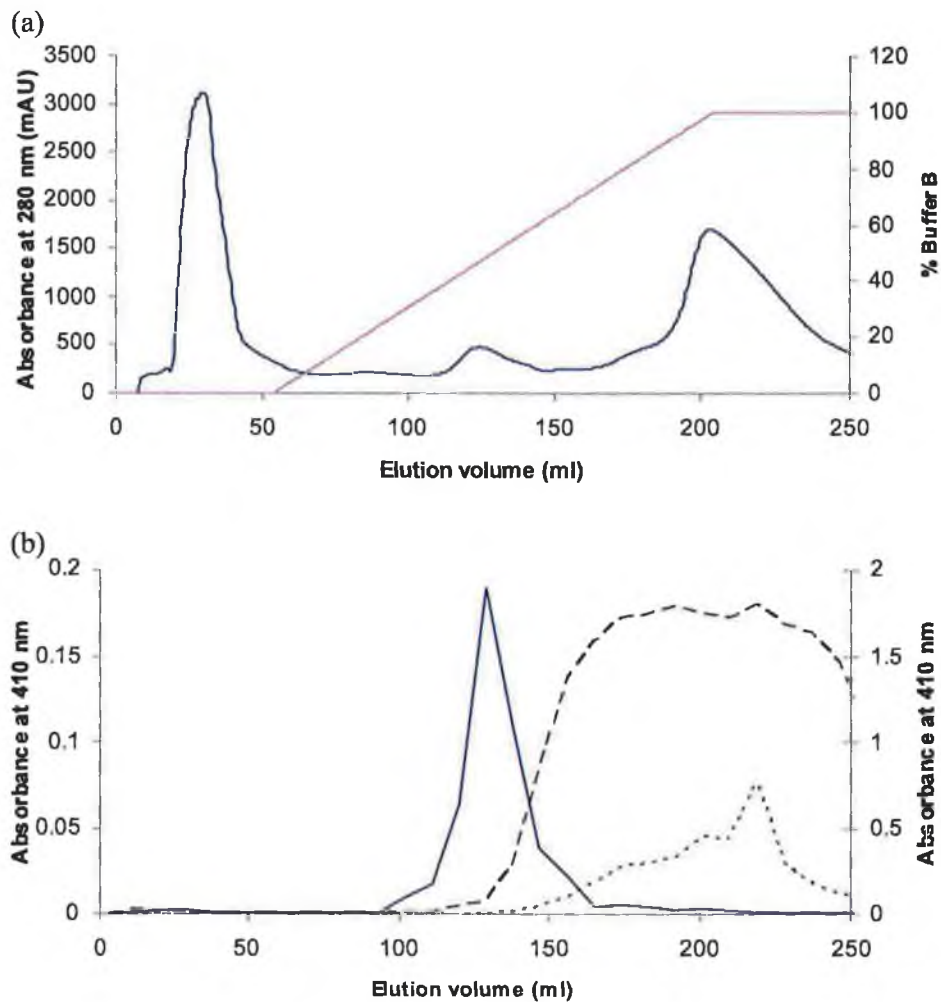 (a)
Absorbance at 280 nm (mAU)
3500
3000
2500
2000
1500
1000
500
0
120
100
80
60
40
20
0
% Buffer B
0 50 100 150 200 250
Elution volume (ml)
(b)
Absorbance at 410 nm
0.2
0.15
0.1
0.05
0
2
1.5
1
0.5
0
Absorbance at 410 nm
0 50 100 150 200 250
Elution volume (ml)